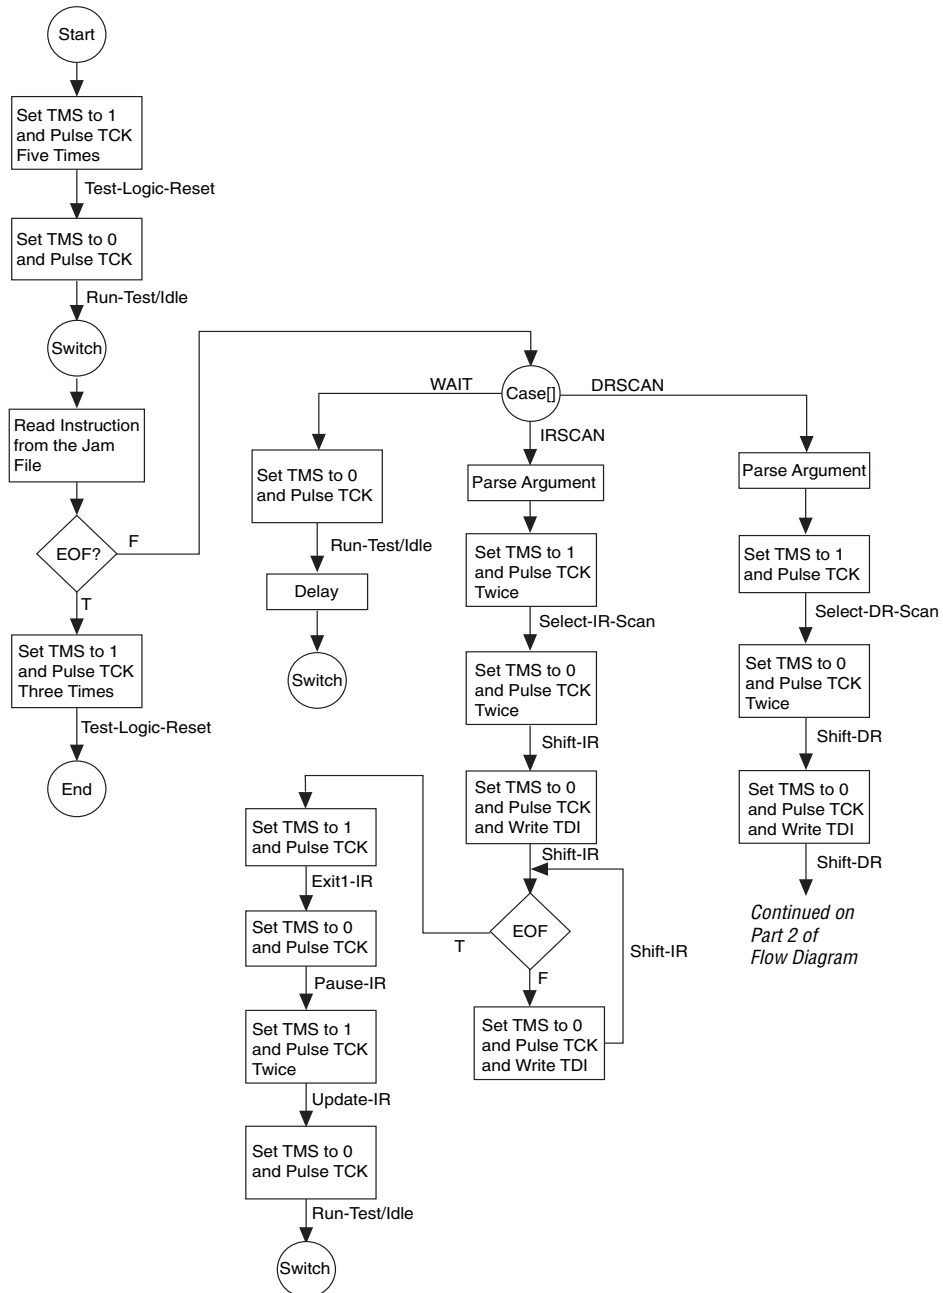 Start
Set TMS to 1
and Pulse TCK
Five Times
Test-Logic-Reset
Set TMS to 0
and Pulse TCK
Run-Test/Idle
Switch
Read Instruction
from the Jam
File
EOF?
F
T
Set TMS to 1
and Pulse TCK
Three Times
Test-Logic-Reset
End
Case[]
WAIT
Set TMS to 0
and Pulse TCK
Run-Test/Idle
Delay
Switch
IRSCAN
Parse Argument
Set TMS to 1
and Pulse TCK
Twice
Select-IR-Scan
Set TMS to 0
and Pulse TCK
Twice
Shift-IR
Set TMS to 0
and Pulse TCK
and Write TDI
Shift-IR
EOF
T
F
Set TMS to 0
and Pulse TCK
and Write TDI
Shift-IR
Set TMS to 1
and Pulse TCK
Exit1-IR
Set TMS to 0
and Pulse TCK
Pause-IR
Set TMS to 1
and Pulse TCK
Twice
Update-IR
Set TMS to 0
and Pulse TCK
Run-Test/Idle
Switch
DRSCAN
Parse Argument
Set TMS to 1
and Pulse TCK
Select-DR-Scan
Set TMS to 0
and Pulse TCK
Twice
Shift-DR
Set TMS to 0
and Pulse TCK
and Write TDI
Shift-DR
Continued on
Part 2 of
Flow Diagram